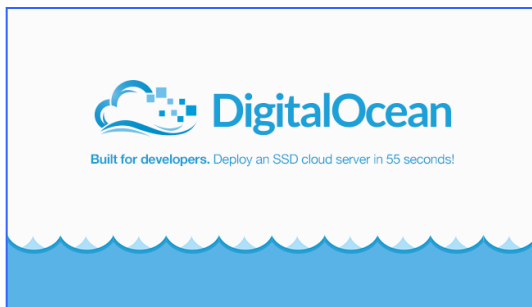 DigitalOcean
Built for developers. Deploy an SSD cloud server in 55 seconds!